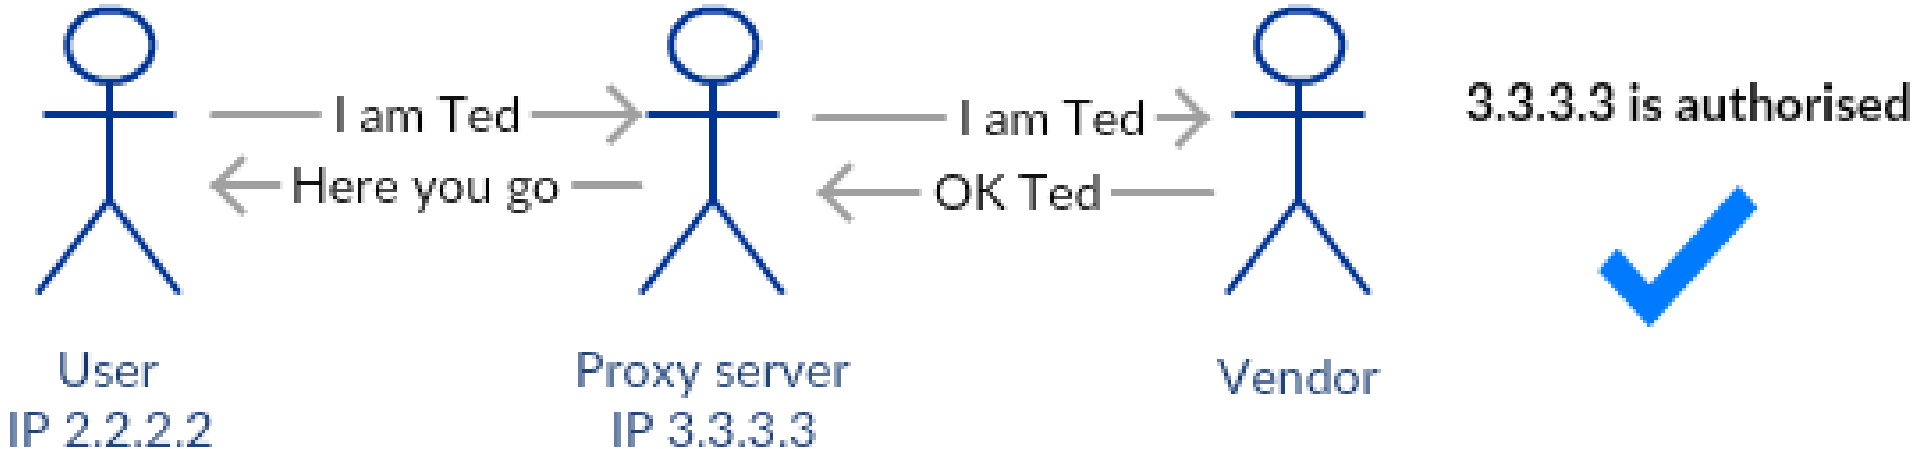 I am Ted
I am Ted
3.3.3.3 is authorised
Here you go
OK Ted
User
IP 2.2.2.2
Proxy server
IP 3.3.3.3
Vendor